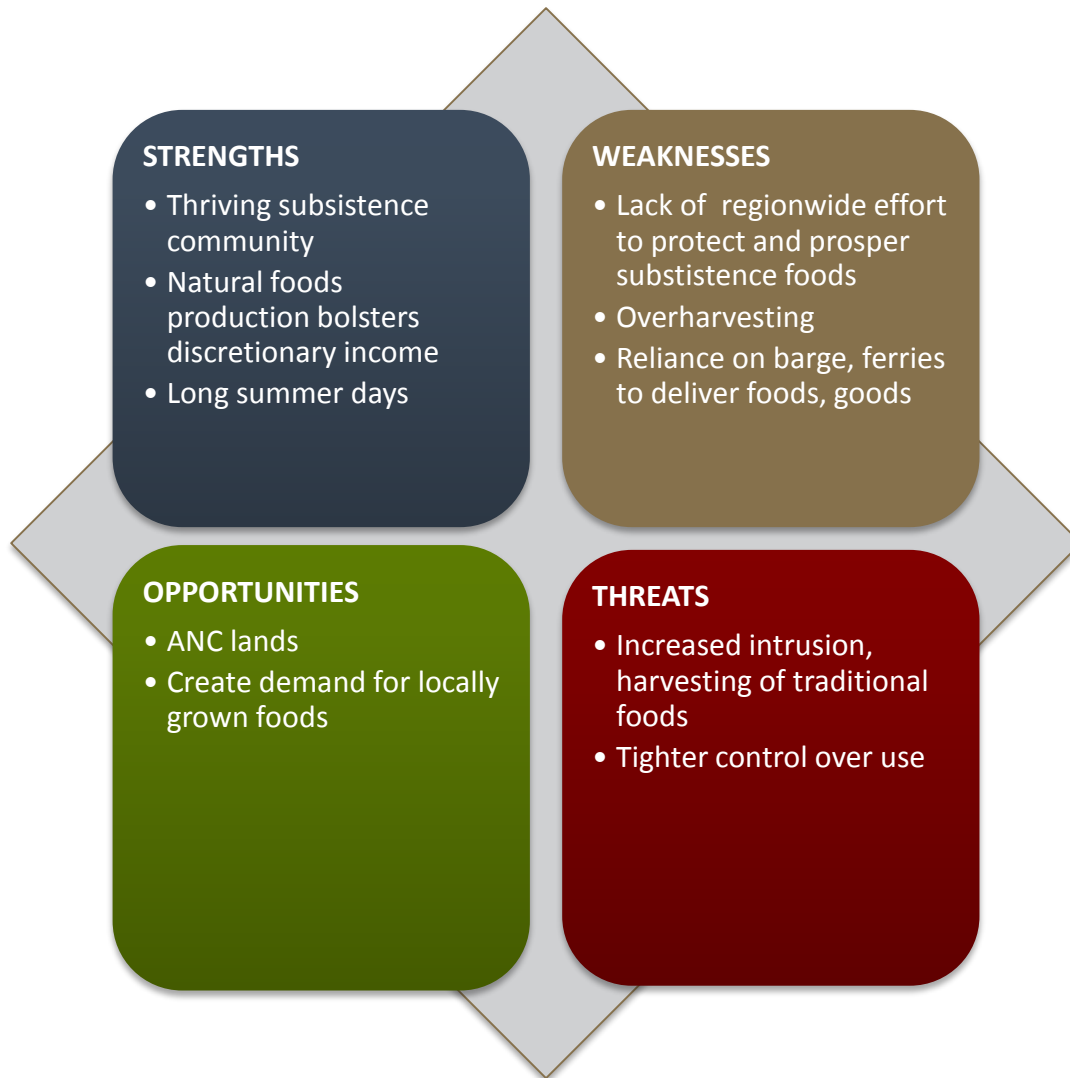 STRENGTHS
• Thriving subsistence
community
• Natural foods
production bolsters
discretionary income
• Long summer days
WEAKNESSES
• Lack of  regionwide effort
to protect and prosper
substistence foods
• Overharvesting
• Reliance on barge, ferries
to deliver foods, goods
OPPORTUNITIES
• ANC lands
• Create demand for locally
grown foods
THREATS
• Increased intrusion,
harvesting of traditional
foods
• Tighter control over use